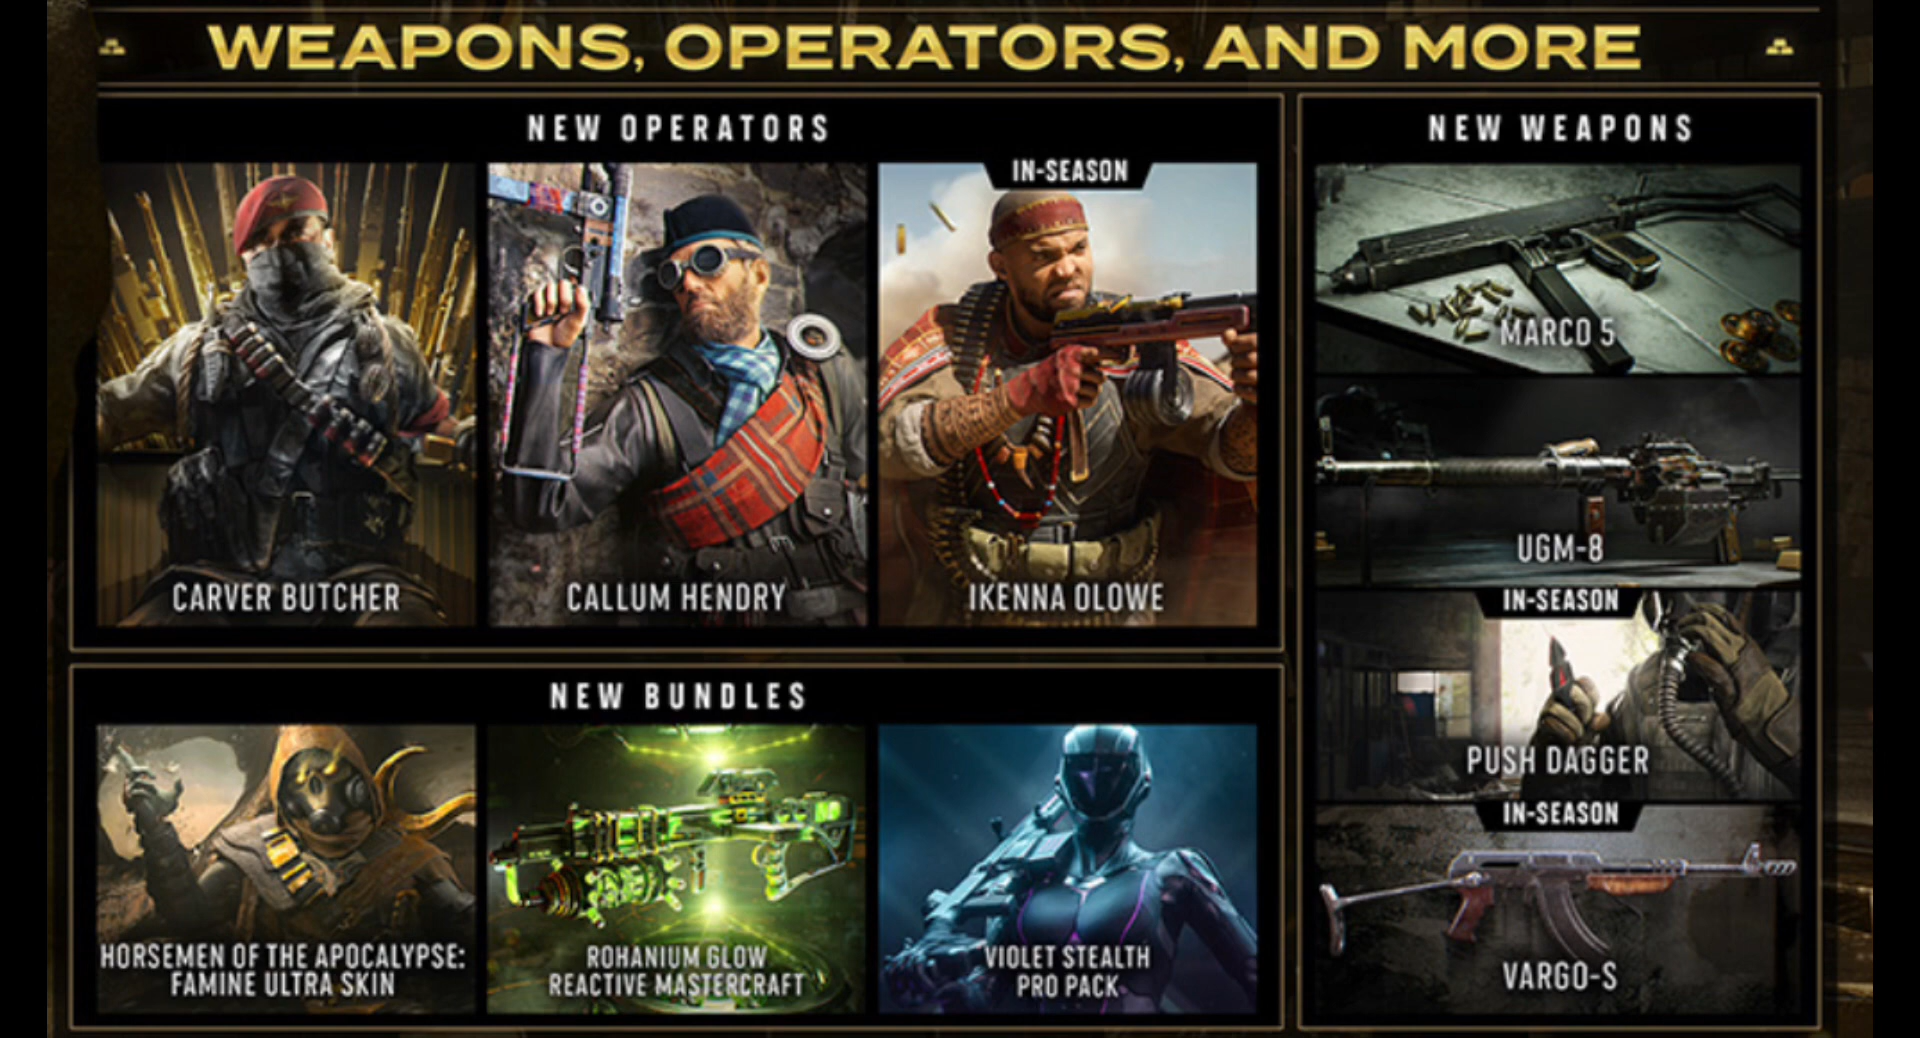 WEAPONS, OPERATORS, AND MORE
NEW OPERATORS
CARVER BUTCHER
CALLUM HENDRY
IN-SEASON
IKENNA OLOWE
NEW BUNDLES
HORSEMEN OF THE APOCALYPSE:
FAMINE ULTRA SKIN
ROHANIUM GLOW
REACTIVE MASTERCRAFT
VIOLET STEALTH
PRO PACK
NEW WEAPONS
MARCO 5
UGM-8
IN-SEASON
PUSH DAGGER
IN-SEASON
VARGO-S